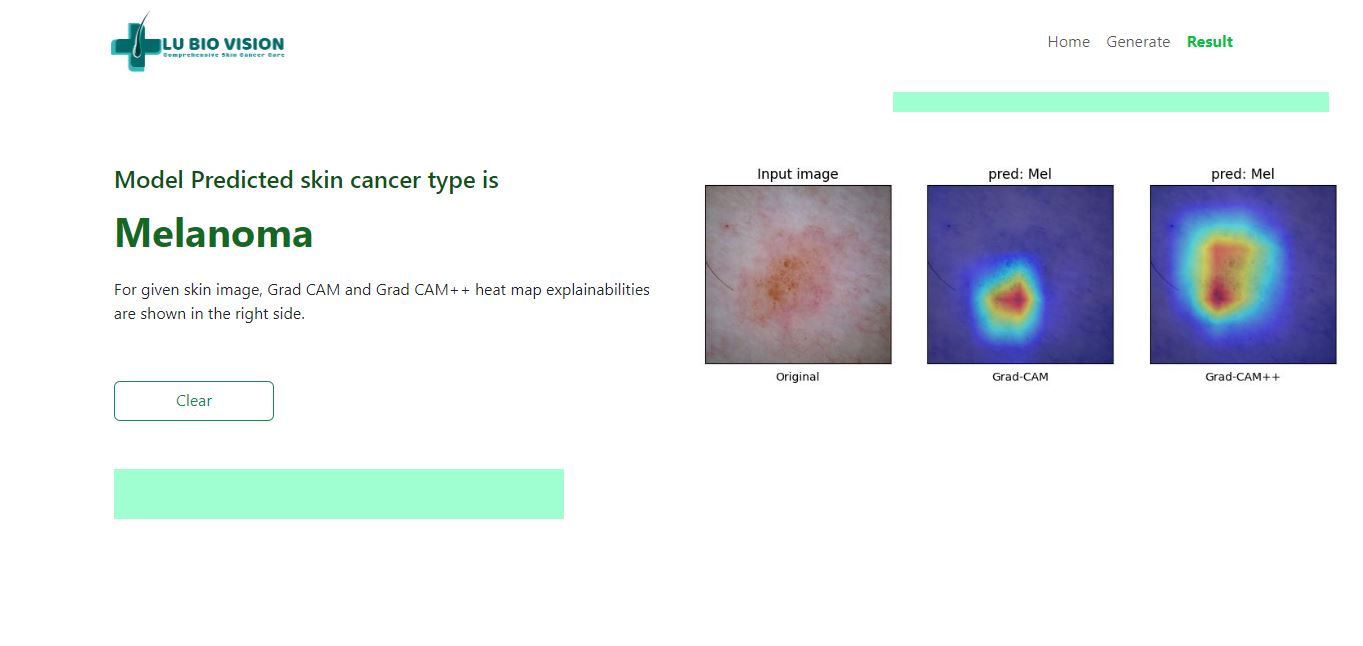 LU BIO VISION
Comprehensive Skin Cancer Care
Home Generate Result
Model Predicted skin cancer type is
Melanoma
For given skin image, Grad CAM and Grad CAM++ heat map explainabilities
are shown in the right side.
Clear
Input image
pred: Mel
pred: Mel
Original
Grad-CAM
Grad-CAM++